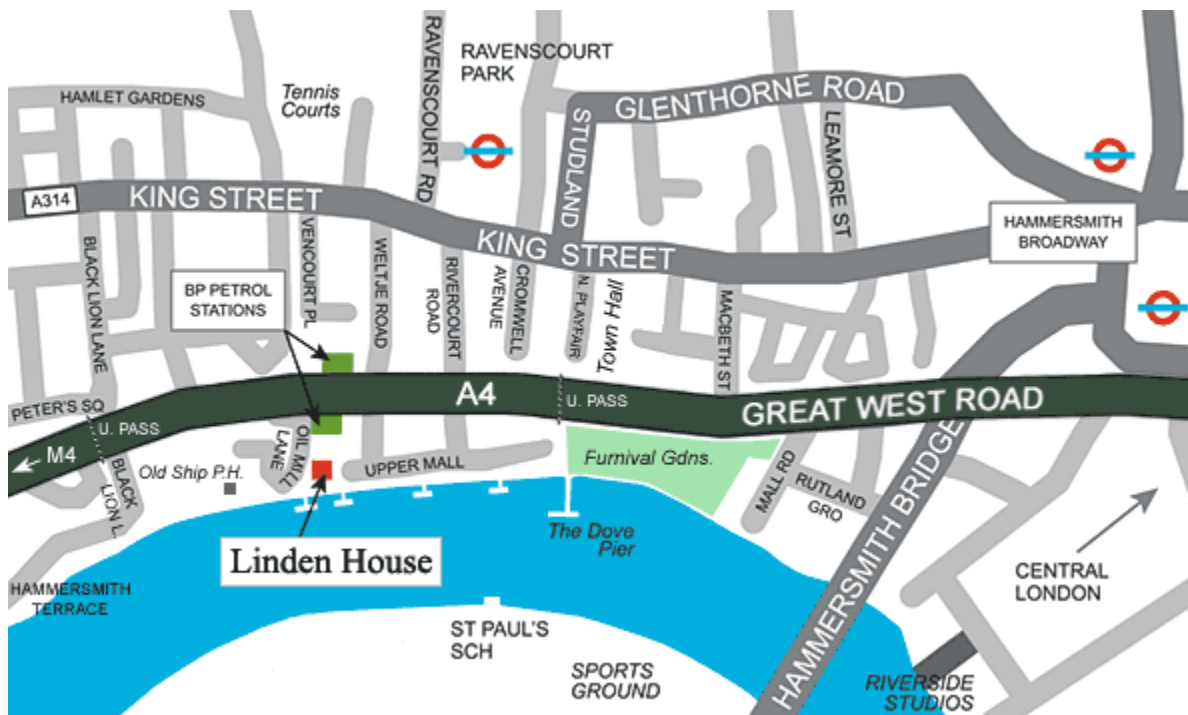 RAVENSCOURT RD
RAVENSCOURT
PARK
HAMLET GARDENS
Tennis
Courts
GLENTHORNE ROAD
STUDLAND
LEAMORE ST
A314
KING STREET
KING STREET
HAMMERSMITH
BROADWAY
BLACK LION LANE
VENCOURT PL
WELTJE ROAD
RIVERCOURT
ROAD
CROMWELL
AVENUE
N. PLAYFAIR
Town Hall
MACBETH ST
BP PETROL
STATIONS
A4
U. PASS
GREAT WEST ROAD
PETER'S SQ
U. PASS
M4
BLACK
LION L.
OIL MILL
LANE
Old Ship P.H.
UPPER MALL
Furnival Gdns.
MALL RD
RUTLAND
GRO
HAMMERSMITH BRIDGE
The Dove
Pier
Linden House
CENTRAL
LONDON
HAMMERSMITH
TERRACE
ST PAUL'S
SCH
SPORTS
GROUND
RIVERSIDE
STUDIOS